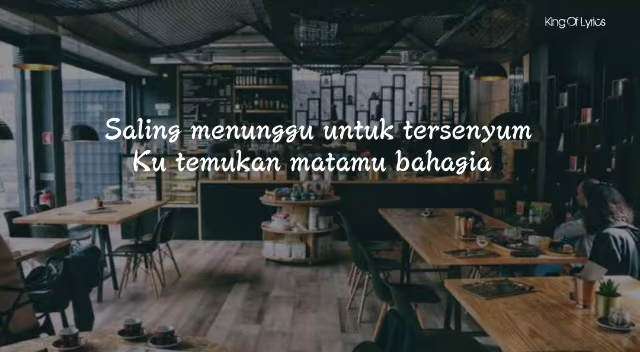 King Of Lyrics
Saling menunggu untuk tersenyum
Ku temukan matamu bahagia